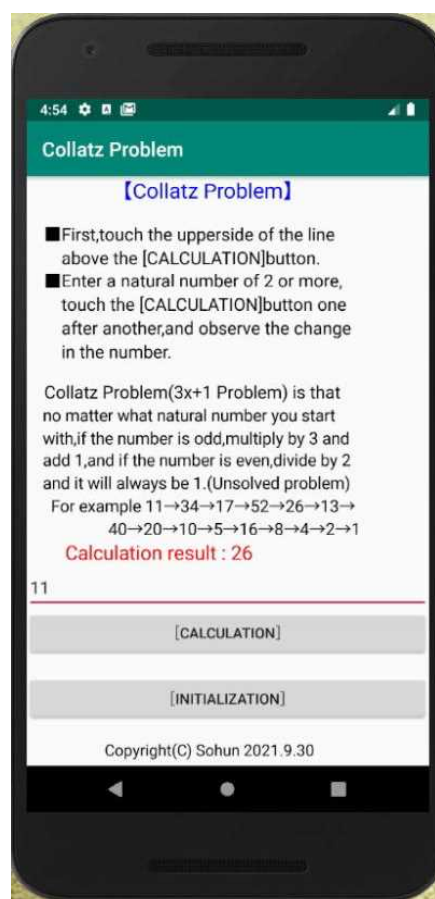 4:54
Collatz Problem
【Collatz Problem】
■First,touch the upperside of the line
above the [CALCULATION]button.
■Enter a natural number of 2 or more,
touch the [CALCULATION]button one
after another,and observe the change
in the number.
Collatz Problem(3x+1 Problem) is that
no matter what natural number you start
with,if the number is odd,multiply by 3 and
add 1,and if the number is even,divide by 2
and it will always be 1.(Unsolved problem)
For example 11→34→17→52→26→13→
40→20→10→5→16→8→4→2→1
Calculation result : 26
11
[CALCULATION]
[INITIALIZATION]
Copyright(C) Sohun 2021.9.30